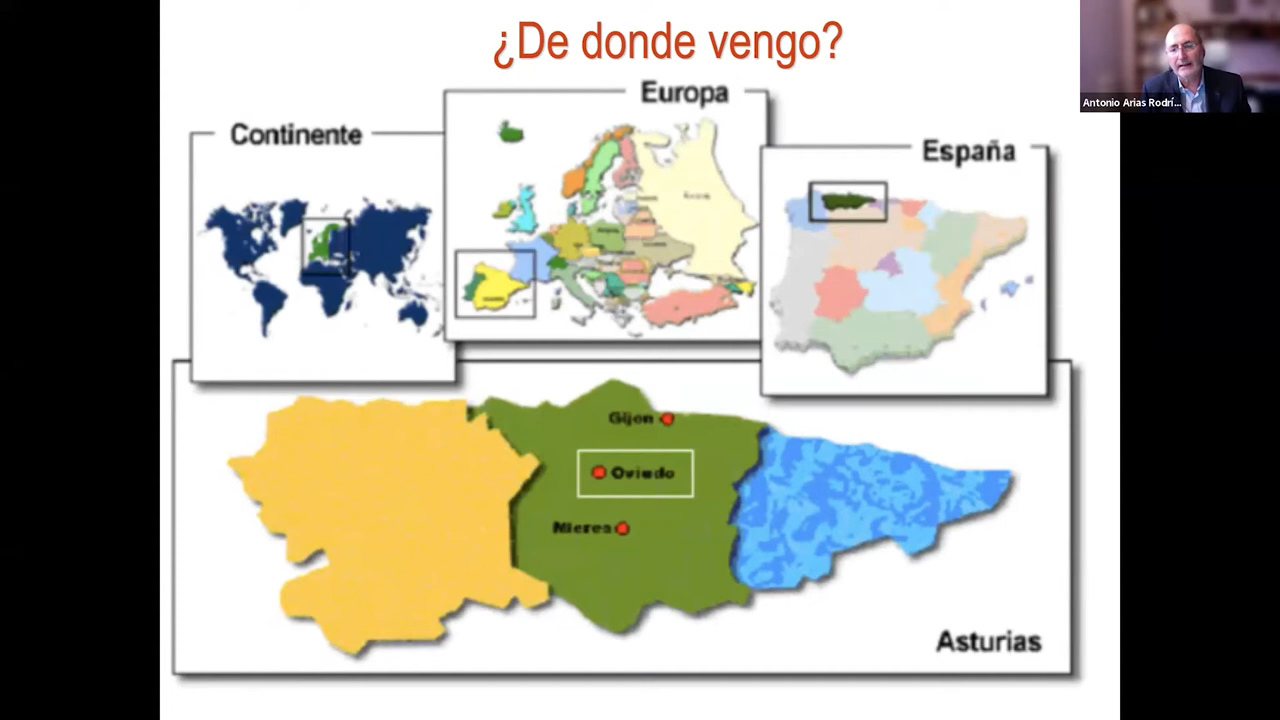 ¿De donde vengo?
Antonio Arias Rodrí...
Europa
Continente
España
Gijon
Oviedo
Mieres
Asturias